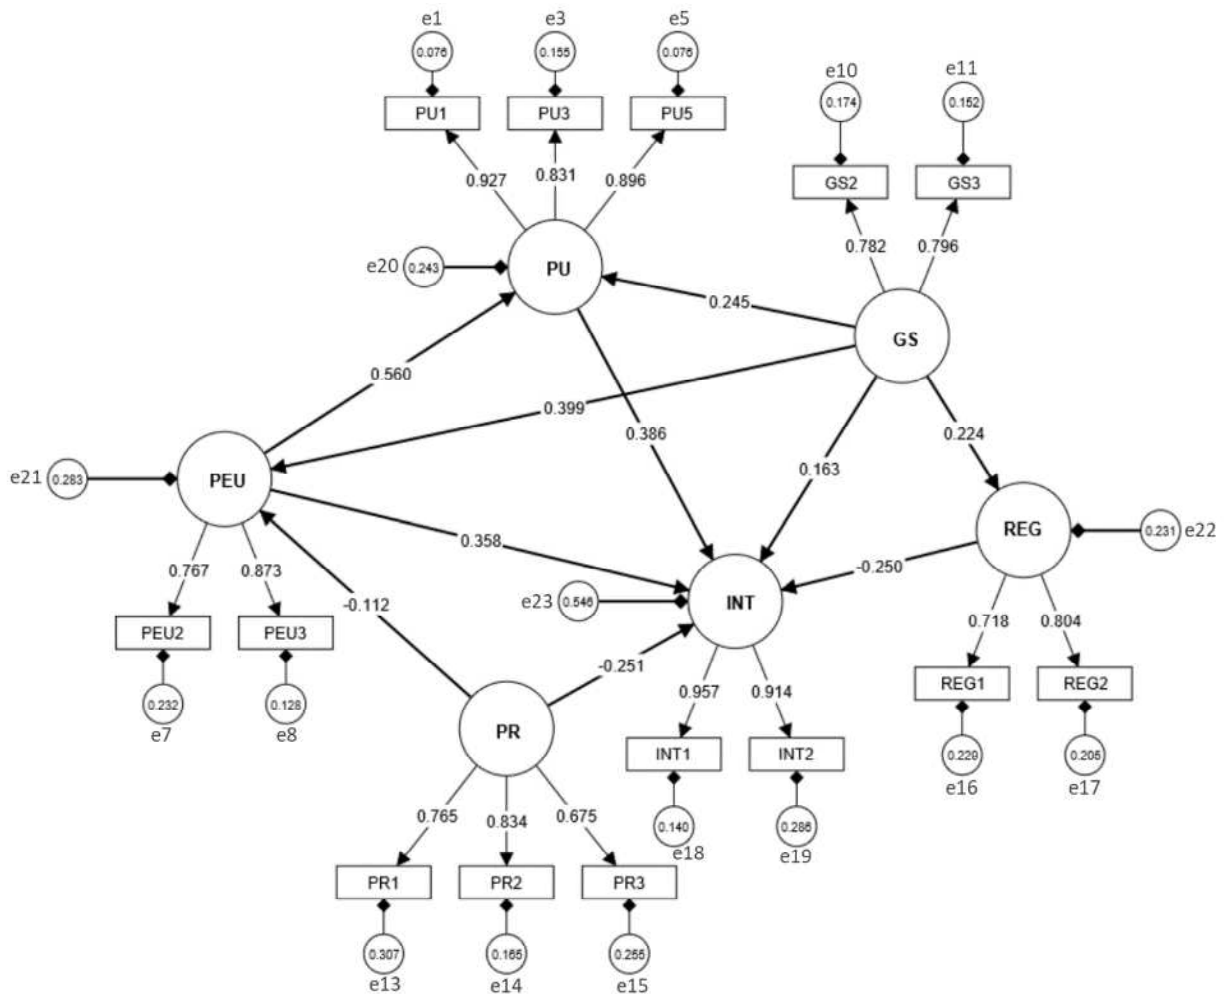 e1 e3 e5
0.076 0.155 0.076
e10 e11
0.174 0.152
PU1 PU3 PU5
GS2 GS3
0.927 0.831 0.896
0.782 0.796
e20 0.243 PU
0.245
GS
0.560
0.399
0.386
0.224
0.163
e21 0.283 PEU
REG 0.231 e22
0.358
-0.250
0.767 0.873
-0.112
e23 0.546 INT
0.718 0.804
PEU2 PEU3
-0.251
REG1 REG2
0.957 0.914
0.232 0.128
PR
e7 e8
INT1 INT2
0.229 0.205
e16 e17
0.765 0.834 0.675
0.140 0.286
e18 e19
PR1 PR2 PR3
0.307 0.165 0.255
e13 e14 e15